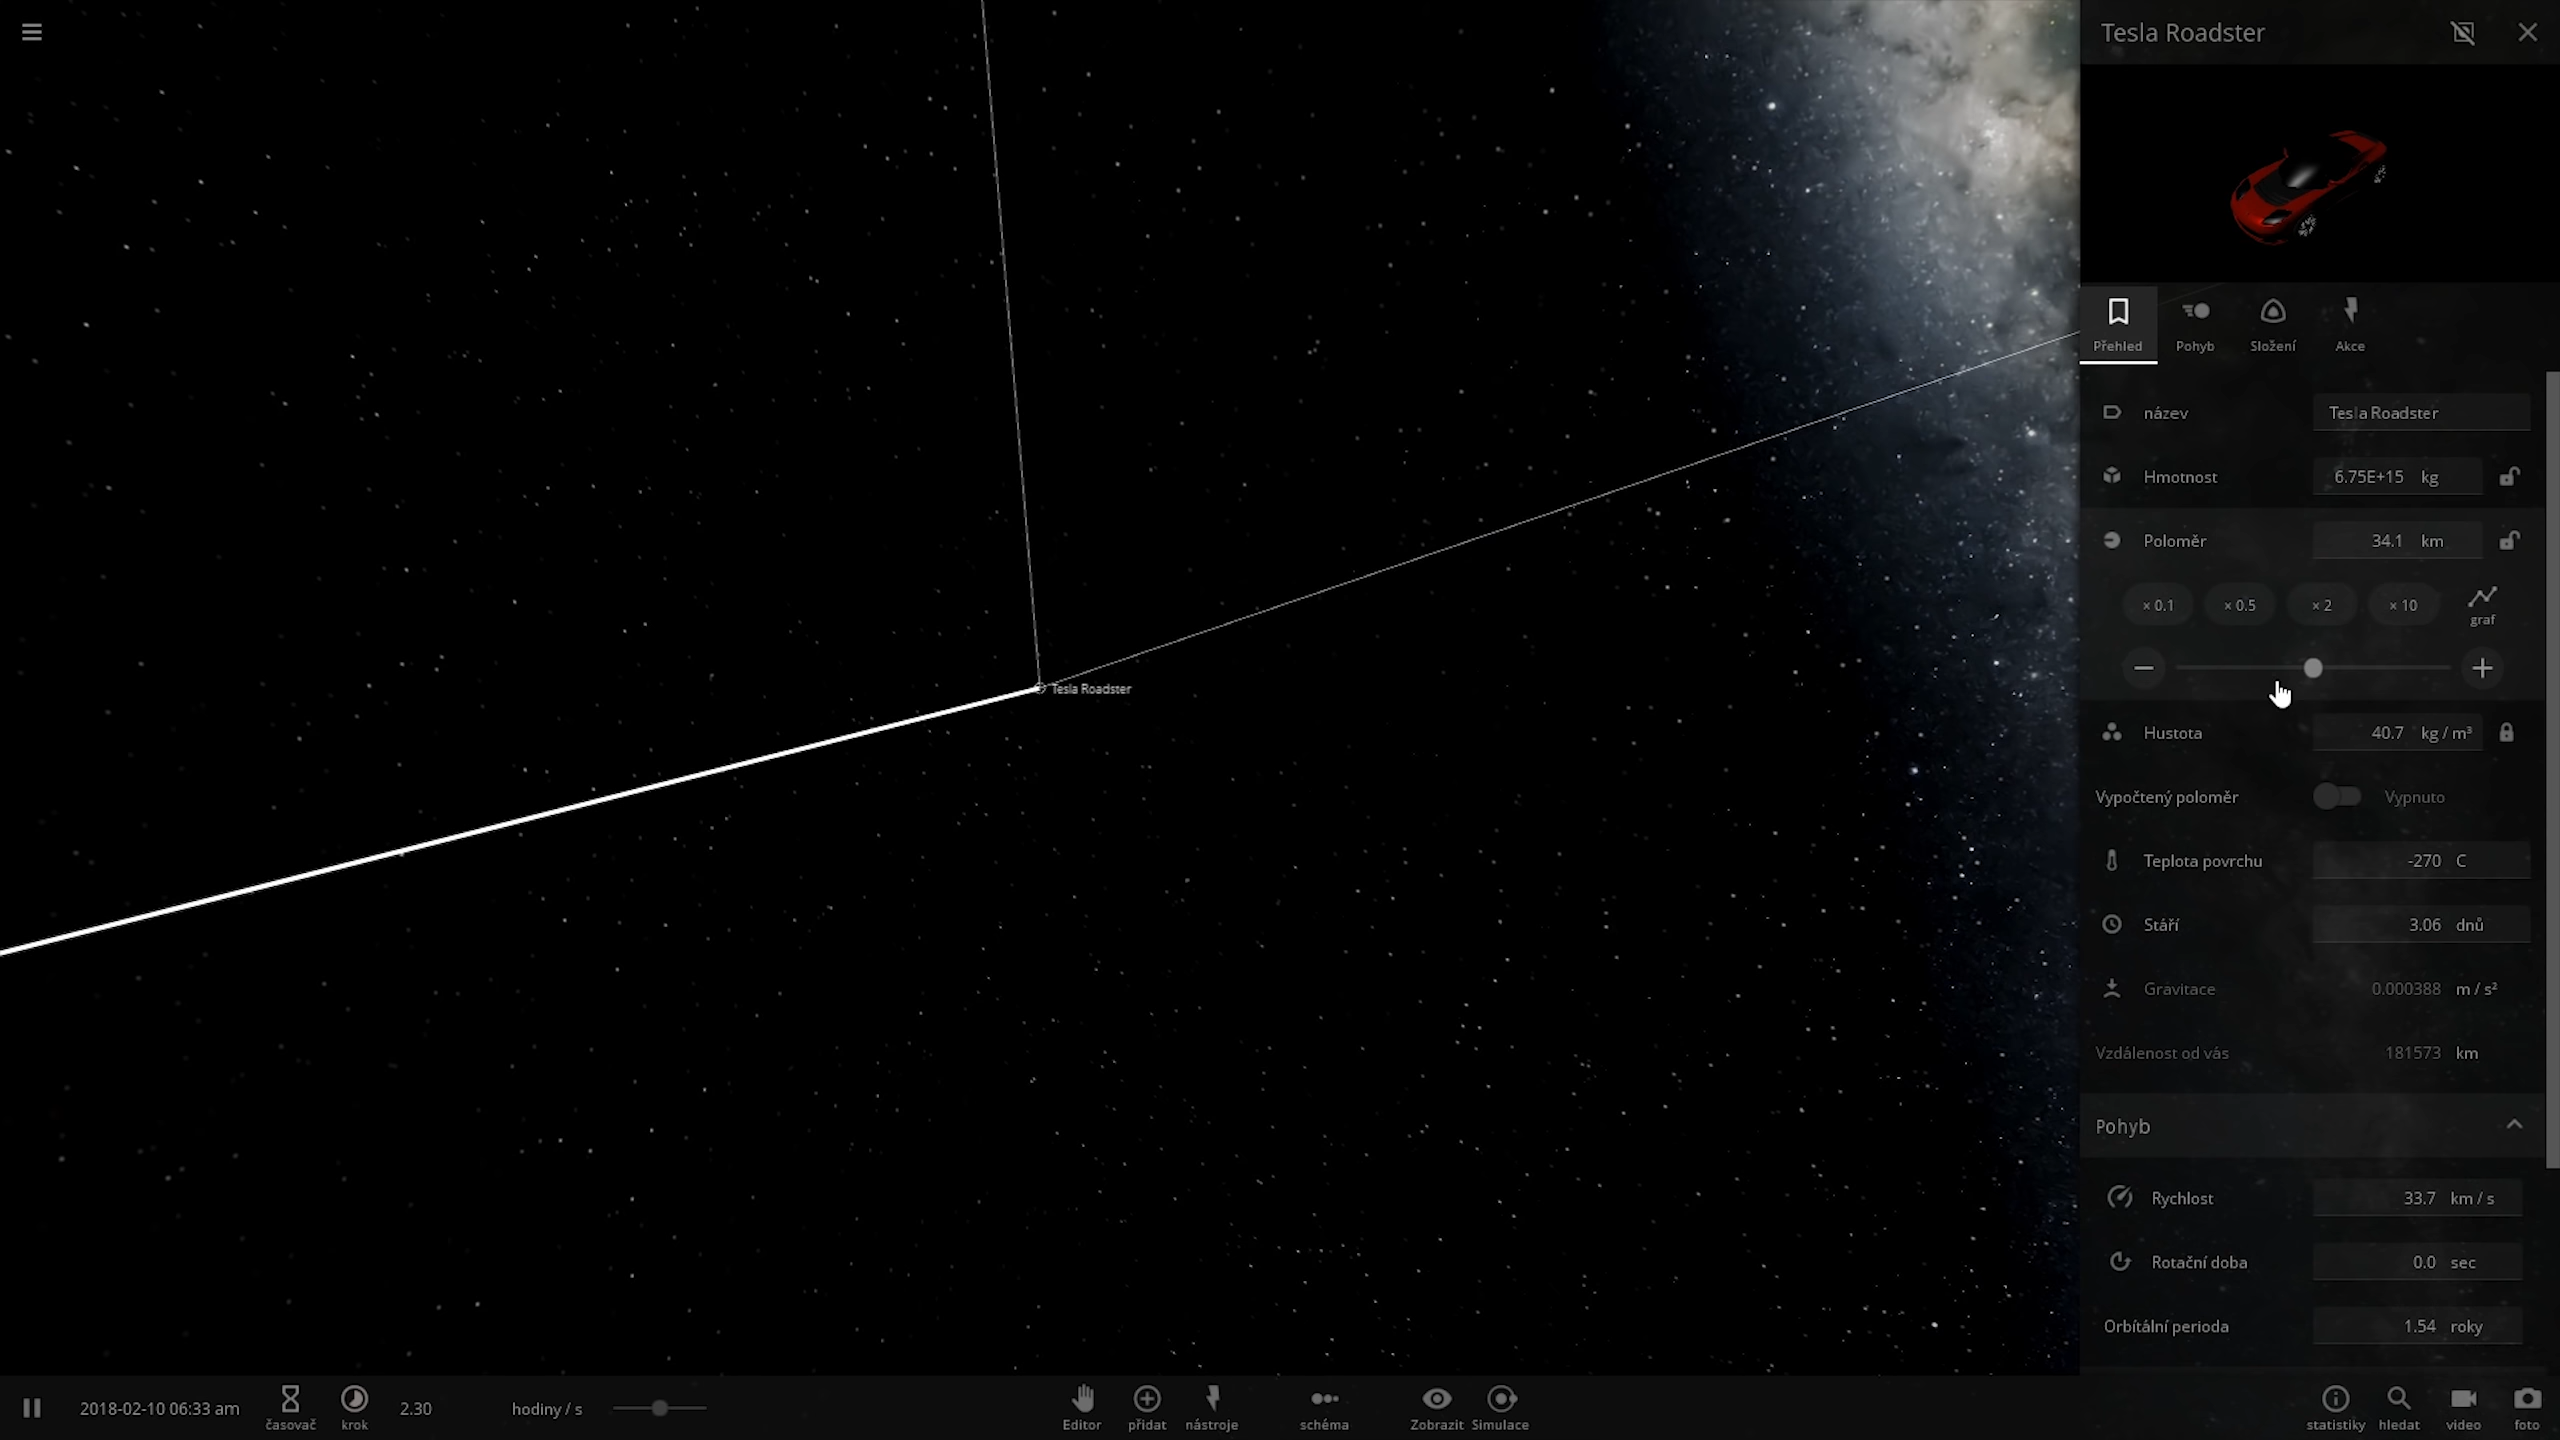 Tesla Roadster
Přehled
Pohyb
Složení
Akce
název Tesla Roadster
Hmotnost 6.75E+15 kg
Poloměr 34.1 km
× 0.1 × 0.5 × 2 × 10 graf
Tesla Roadster
Hustota 40.7 kg / m³
Vypočtený poloměr Vypnuto
Teplota povrchu -270 C
Stáří 3.06 dnů
Gravitace 0.000388 m / s²
Vzdálenost od vás 181573 km
Pohyb
Rychlost 33.7 km / s
Rotační doba 0.0 sec
Orbitální perioda 1.54 roky
2018-02-10 06:33 am časovač krok 2.30 hodiny / s Editor přidat nástroje schéma Zobrazit Simulace statistiky hledat video foto